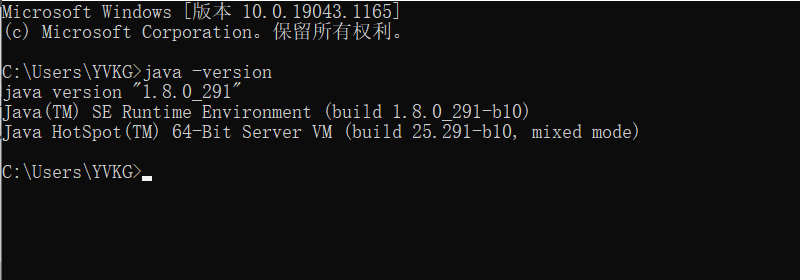 Microsoft Windows [版本 10.0.19043.1165]
(c) Microsoft Corporation。保留所有权利。
C:\Users\YVKG>java -version
java version "1.8.0_291"
Java(TM) SE Runtime Environment (build 1.8.0_291-b10)
Java HotSpot(TM) 64-Bit Server VM (build 25.291-b10, mixed mode)
C:\Users\YVKG>